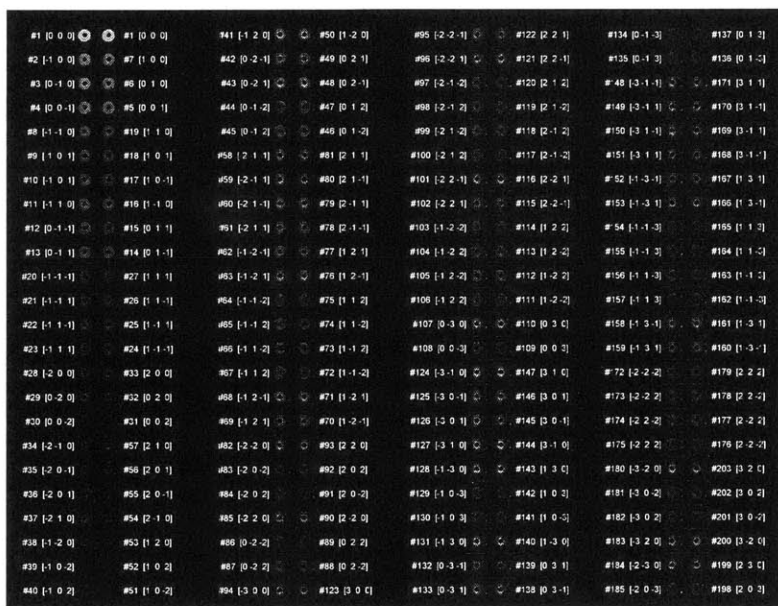 #1 [0 0 0] #1 [0 0 0] #41 [-1 2 0] #50 [1 -2 0] #95 [-2 -2 -1] #122 [2 2 1] #134 [0 -1 -3] #137 [0 1 3]
#2 [-1 0 0] #7 [1 0 0] #42 [0 -2 -1] #49 [0 2 1] #96 [-2 -2 1] #121 [2 2 -1] #135 [0 -1 3] #136 [0 1 -3]
#3 [0 -1 0] #6 [0 1 0] #43 [0 -2 1] #48 [0 2 -1] #97 [-2 -1 -2] #120 [2 1 2] #148 [-3 -1 -1] #171 [3 1 1]
#4 [0 0 -1] #5 [0 0 1] #44 [0 -1 -2] #47 [0 1 2] #98 [-2 -1 2] #119 [2 1 -2] #149 [-3 -1 1] #170 [3 1 -1]
#8 [-1 -1 0] #19 [1 1 0] #45 [0 -1 2] #46 [0 1 -2] #99 [-2 1 -2] #118 [2 -1 2] #150 [-3 1 -1] #169 [3 -1 1]
#9 [-1 0 -1] #18 [1 0 1] #58 [-2 -1 -1] #81 [2 1 1] #100 [-2 1 2] #117 [2 -1 -2] #151 [-3 1 1] #168 [3 -1 -1]
#10 [-1 0 1] #17 [1 0 -1] #59 [-2 -1 1] #80 [2 1 -1] #101 [-2 2 -1] #116 [2 -2 1] #152 [-1 -3 -1] #167 [1 3 1]
#11 [-1 1 0] #16 [1 -1 0] #60 [-2 1 -1] #79 [2 -1 1] #102 [-2 2 1] #115 [2 -2 -1] #153 [-1 -3 1] #166 [1 3 -1]
#12 [0 -1 -1] #15 [0 1 1] #61 [-2 1 1] #78 [2 -1 -1] #103 [-1 -2 -2] #114 [1 2 2] #154 [-1 -1 -3] #165 [1 1 3]
#13 [0 -1 1] #14 [0 1 -1] #62 [-1 -2 -1] #77 [1 2 1] #104 [-1 -2 2] #113 [1 2 -2] #155 [-1 -1 3] #164 [1 1 -3]
#20 [-1 -1 -1] #27 [1 1 1] #63 [-1 -2 1] #76 [1 2 -1] #105 [-1 2 -2] #112 [1 -2 2] #156 [-1 1 -3] #163 [1 -1 3]
#21 [-1 -1 1] #26 [1 1 -1] #64 [-1 -1 -2] #75 [1 1 2] #106 [-1 2 2] #111 [1 -2 -2] #157 [-1 1 3] #162 [1 -1 -3]
#22 [-1 1 -1] #25 [1 -1 1] #65 [-1 -1 2] #74 [1 1 -2] #107 [0 -3 0] #110 [0 3 0] #158 [-1 3 -1] #161 [1 -3 1]
#23 [-1 1 1] #24 [1 -1 -1] #66 [-1 1 -2] #73 [1 -1 2] #108 [0 0 -3] #109 [0 0 3] #159 [-1 3 1] #160 [1 -3 -1]
#28 [-2 0 0] #33 [2 0 0] #67 [-1 1 2] #72 [1 -1 -2] #124 [-3 -1 0] #147 [3 1 0] #172 [-2 -2 -2] #179 [2 2 2]
#29 [0 -2 0] #32 [0 2 0] #68 [-1 2 -1] #71 [1 -2 1] #125 [-3 0 -1] #146 [3 0 1] #173 [-2 -2 2] #178 [2 2 -2]
#30 [0 0 -2] #31 [0 0 2] #69 [-1 2 1] #70 [1 -2 -1] #126 [-3 0 1] #145 [3 0 -1] #174 [-2 2 -2] #177 [2 -2 2]
#34 [-2 -1 0] #57 [2 1 0] #82 [-2 -2 0] #93 [2 2 0] #127 [-3 1 0] #144 [3 -1 0] #175 [-2 2 2] #176 [2 -2 -2]
#35 [-2 0 -1] #56 [2 0 1] #83 [-2 0 -2] #92 [2 0 2] #128 [-1 -3 0] #143 [1 3 0] #180 [-3 -2 0] #203 [3 2 0]
#36 [-2 0 1] #55 [2 0 -1] #84 [-2 0 2] #91 [2 0 -2] #129 [-1 0 -3] #142 [1 0 3] #181 [-3 0 -2] #202 [3 0 2]
#37 [-2 1 0] #54 [2 -1 0] #85 [-2 2 0] #90 [2 -2 0] #130 [-1 0 3] #141 [1 0 -3] #182 [-3 0 2] #201 [3 0 -2]
#38 [-1 -2 0] #53 [1 2 0] #86 [0 -2 -2] #89 [0 2 2] #131 [-1 3 0] #140 [1 -3 0] #183 [-3 2 0] #200 [3 -2 0]
#39 [-1 0 -2] #52 [1 0 2] #87 [0 -2 2] #88 [0 2 -2] #132 [0 -3 -1] #139 [0 3 1] #184 [-2 -3 0] #199 [2 3 0]
#40 [-1 0 2] #51 [1 0 -2] #94 [-3 0 0] #123 [3 0 0] #133 [0 -3 1] #138 [0 3 -1] #185 [-2 0 -3] #198 [2 0 3]